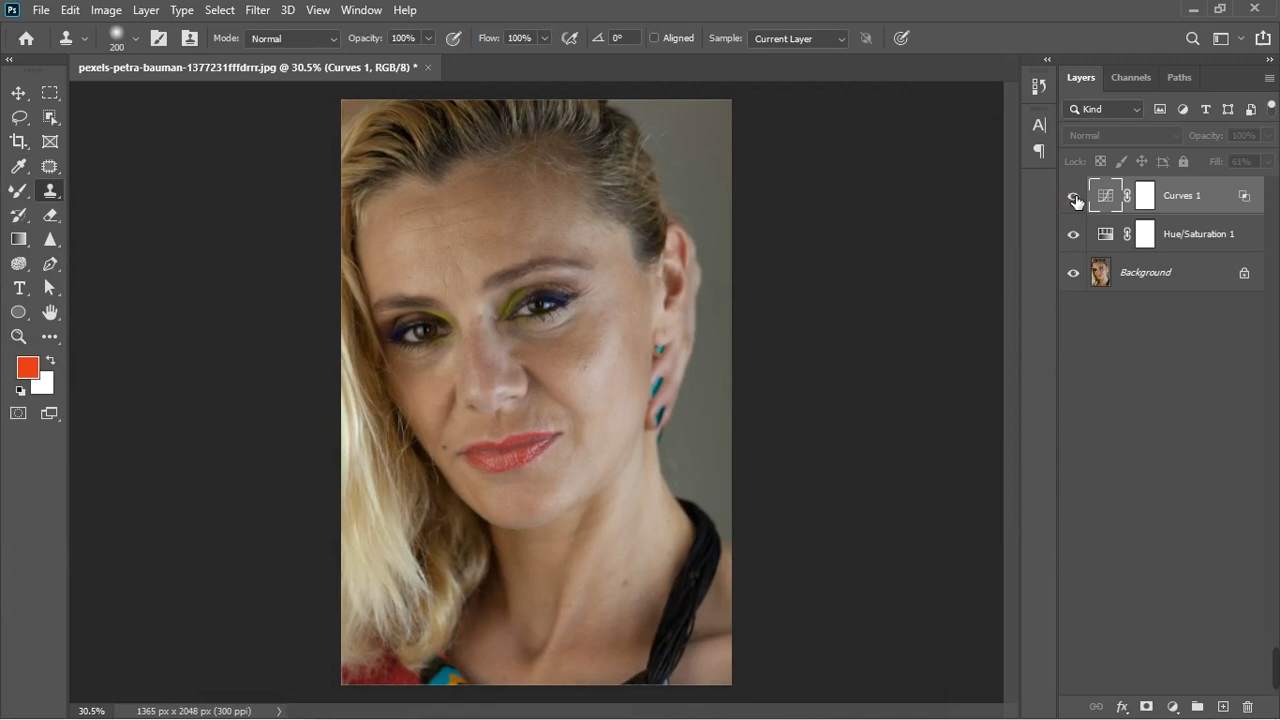 Ps File Edit Image Layer Type Select Filter 3D View Window Help
200 Mode: Normal Opacity: 100% Flow: 100% 0° Aligned Sample: Current Layer
pexels-petra-bauman-1377231fffdrrr.jpg @ 30.5% (Curves 1, RGB/8) * ×
Layers Channels Paths
Kind
Normal Opacity: 100%
Lock: Fill: 61%
Curves 1
Hue/Saturation 1
Background
30.5% 1365 px x 2048 px (300 ppi)